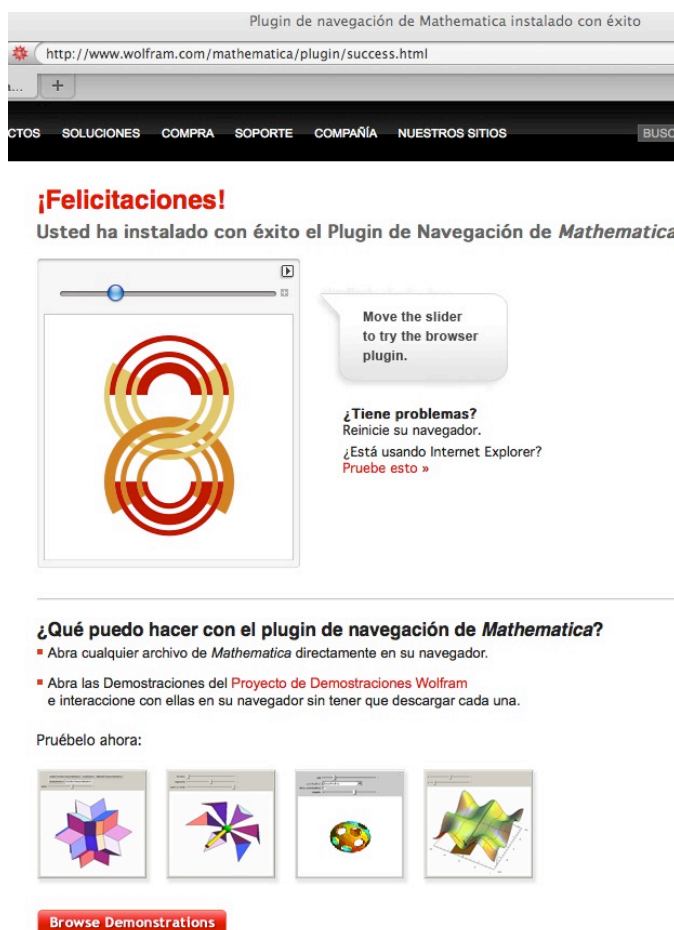 Plugin de navegación de Mathematica instalado con éxito
http://www.wolfram.com/mathematica/plugin/success.html
a... +
CTOS SOLUCIONES COMPRA SOPORTE COMPAÑÍA NUESTROS SITIOS BUSC
¡Felicitaciones!
Usted ha instalado con éxito el Plugin de Navegación de Mathematica
Move the slider
to try the browser
plugin.
¿Tiene problemas?
Reinicie su navegador.
¿Está usando Internet Explorer?
Pruebe esto »
¿Qué puedo hacer con el plugin de navegación de Mathematica?
Abra cualquier archivo de Mathematica directamente en su navegador.
Abra las Demostraciones del Proyecto de Demostraciones Wolfram
e interaccione con ellas en su navegador sin tener que descargar cada una.
Pruébelo ahora:
Browse Demonstrations